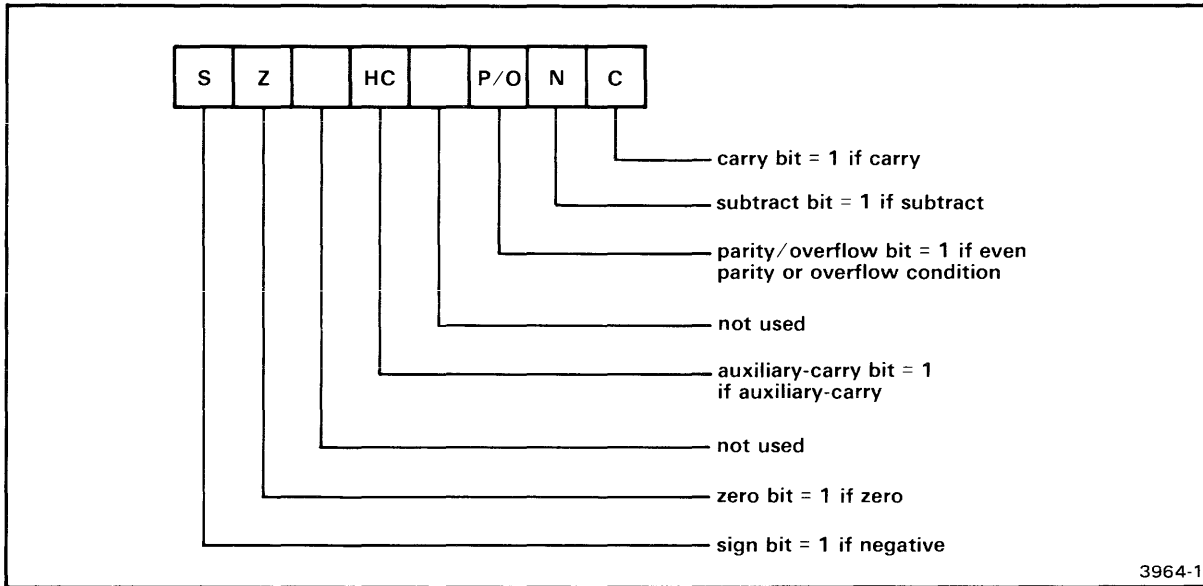 S Z HC P/O N C
carry bit = 1 if carry
subtract bit = 1 if subtract
parity/overflow bit = 1 if even
parity or overflow condition
not used
auxiliary-carry bit = 1
if auxiliary-carry
not used
zero bit = 1 if zero
sign bit = 1 if negative
3964-1